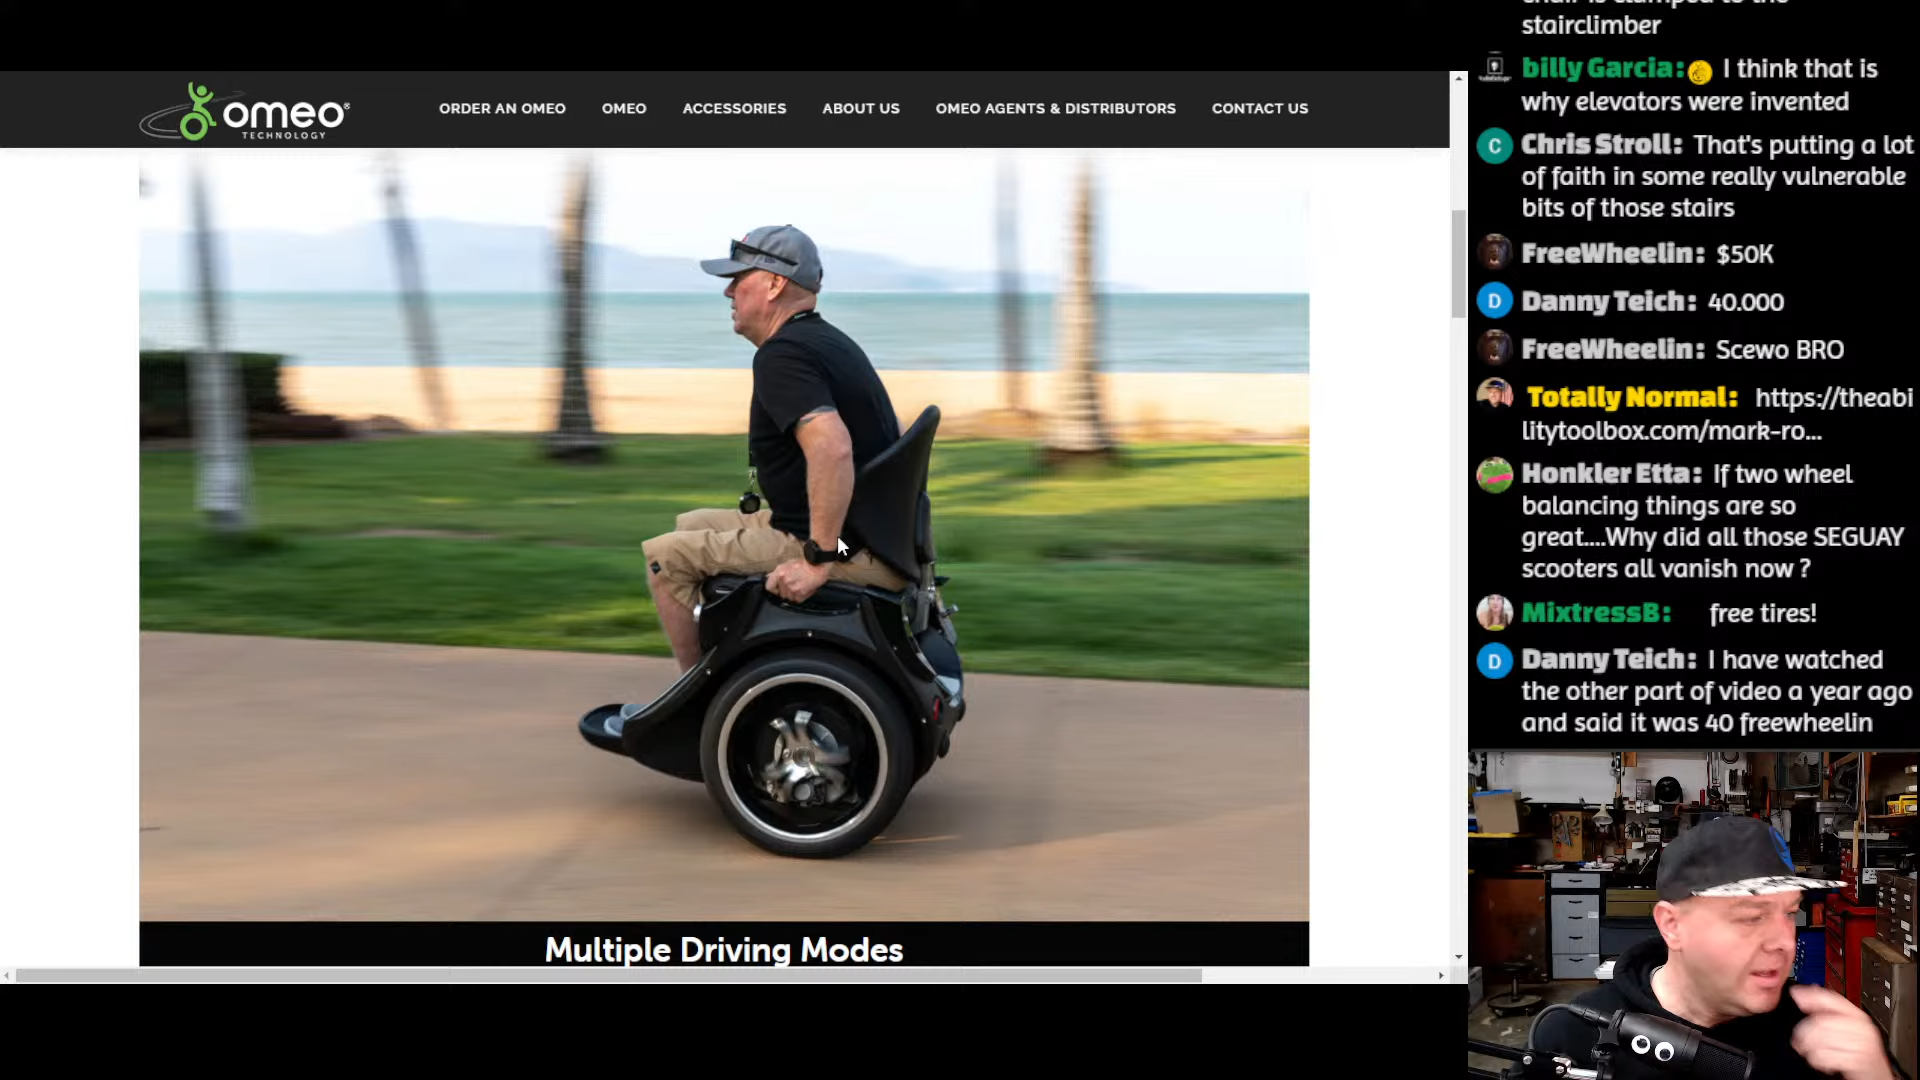 omeo®
TECHNOLOGY
ORDER AN OMEO
OMEO
ACCESSORIES
ABOUT US
OMEO AGENTS & DISTRIBUTORS
CONTACT US
Multiple Driving Modes
stairclimber
billy Garcia: I think that is
why elevators were invented
C
Chris Stroll: That's putting a lot
of faith in some really vulnerable
bits of those stairs
FreeWheelin: $50K
D
Danny Teich: 40.000
FreeWheelin: Scewo BRO
Totally Normal: https://theabi
litytoolbox.com/mark-ro...
Honkler Etta: If two wheel
balancing things are so
great....Why did all those SEGUAY
scooters all vanish now ?
MixtressB: free tires!
D
Danny Teich: I have watched
the other part of video a year ago
and said it was 40 freewheelin